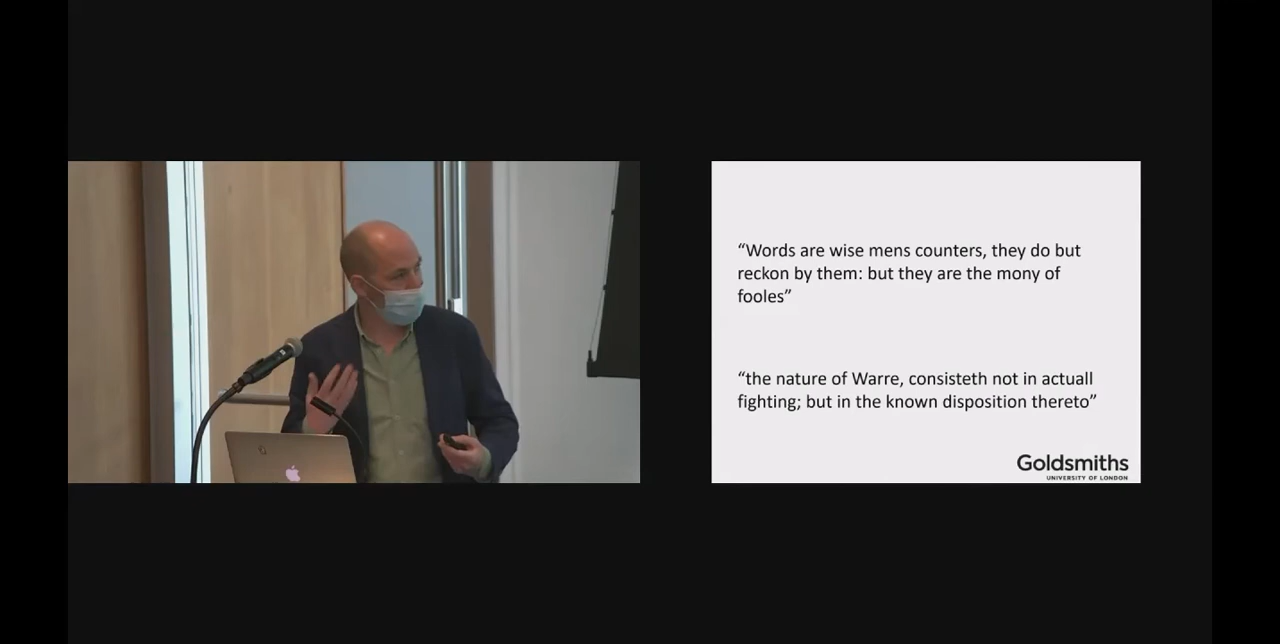 “Words are wise mens counters, they do but
reckon by them: but they are the mony of
fooles”
“the nature of Warre, consisteth not in actuall
fighting; but in the known disposition thereto”
Goldsmiths
UNIVERSITY OF LONDON